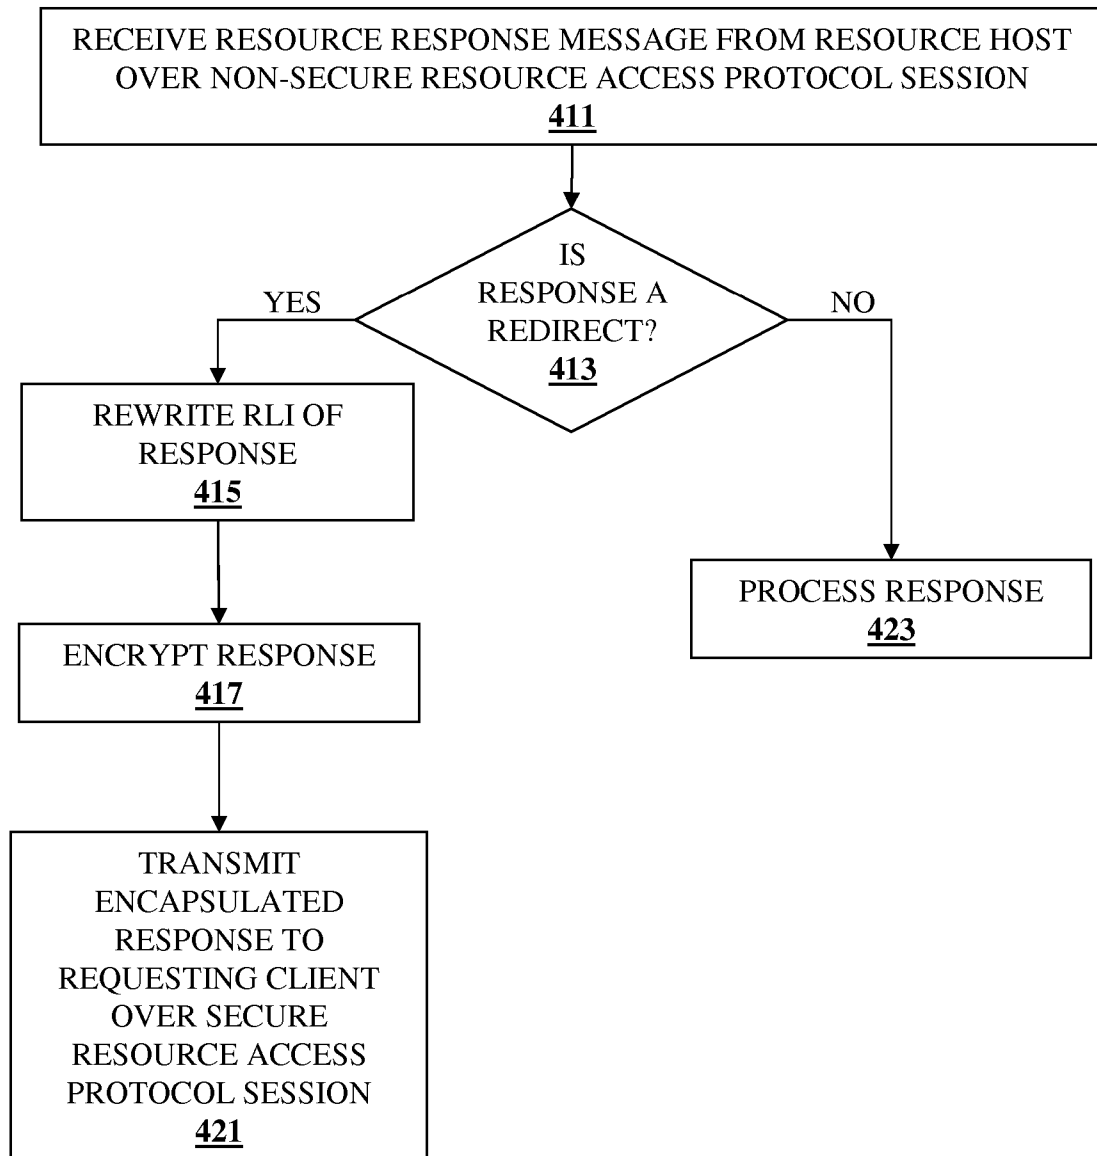 RECEIVE RESOURCE RESPONSE MESSAGE FROM RESOURCE HOST
OVER NON-SECURE RESOURCE ACCESS PROTOCOL SESSION
411
IS
RESPONSE A
REDIRECT?
413
YES
NO
REWRITE RLI OF
RESPONSE
415
PROCESS RESPONSE
423
ENCRYPT RESPONSE
417
TRANSMIT
ENCAPSULATED
RESPONSE TO
REQUESTING CLIENT
OVER SECURE
RESOURCE ACCESS
PROTOCOL SESSION
421